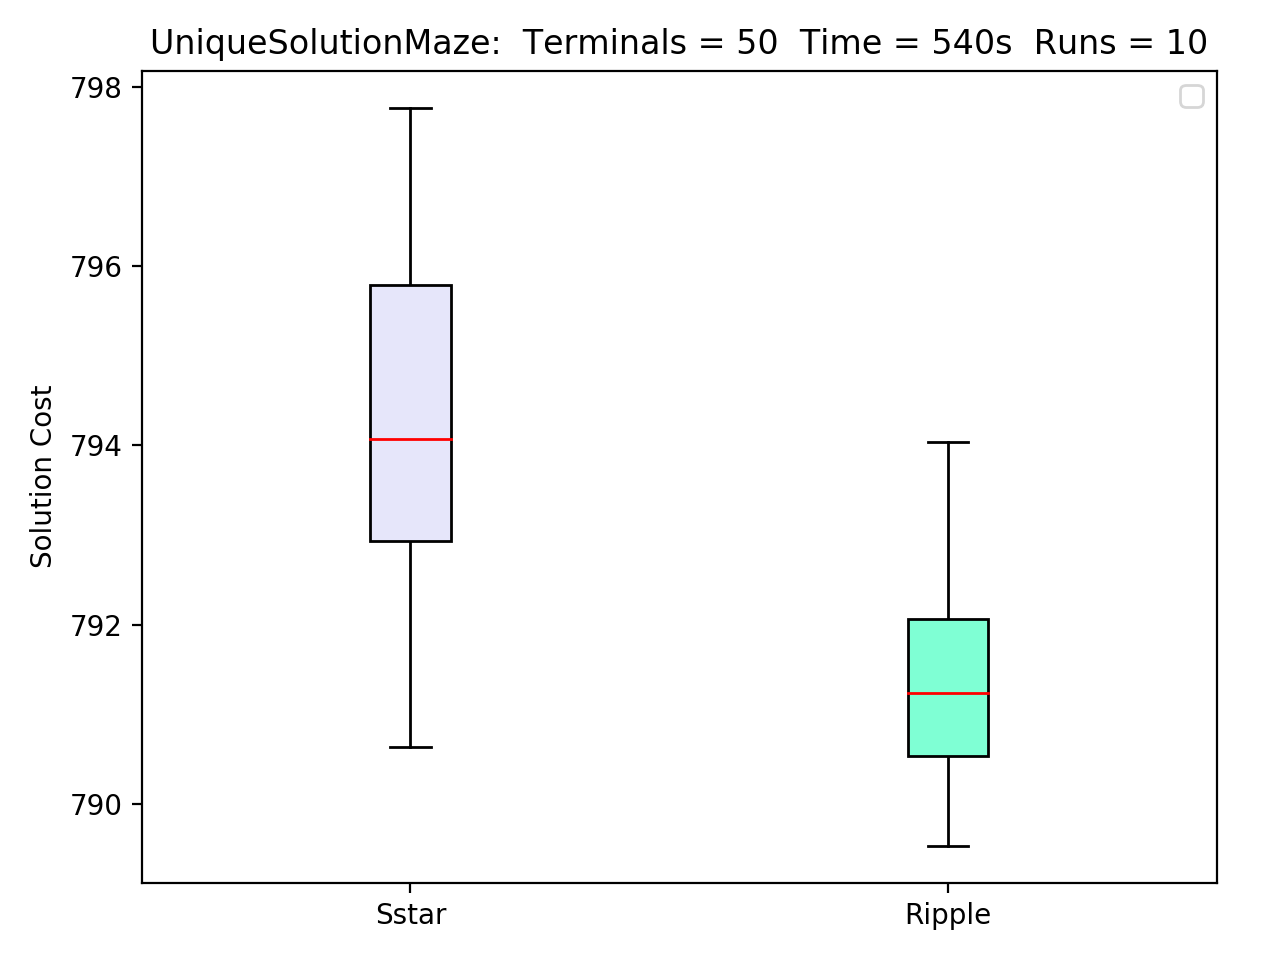 UniqueSolutionMaze:  Terminals = 50  Time = 540s  Runs = 10
798
796
794
792
790
Solution Cost
Sstar
Ripple